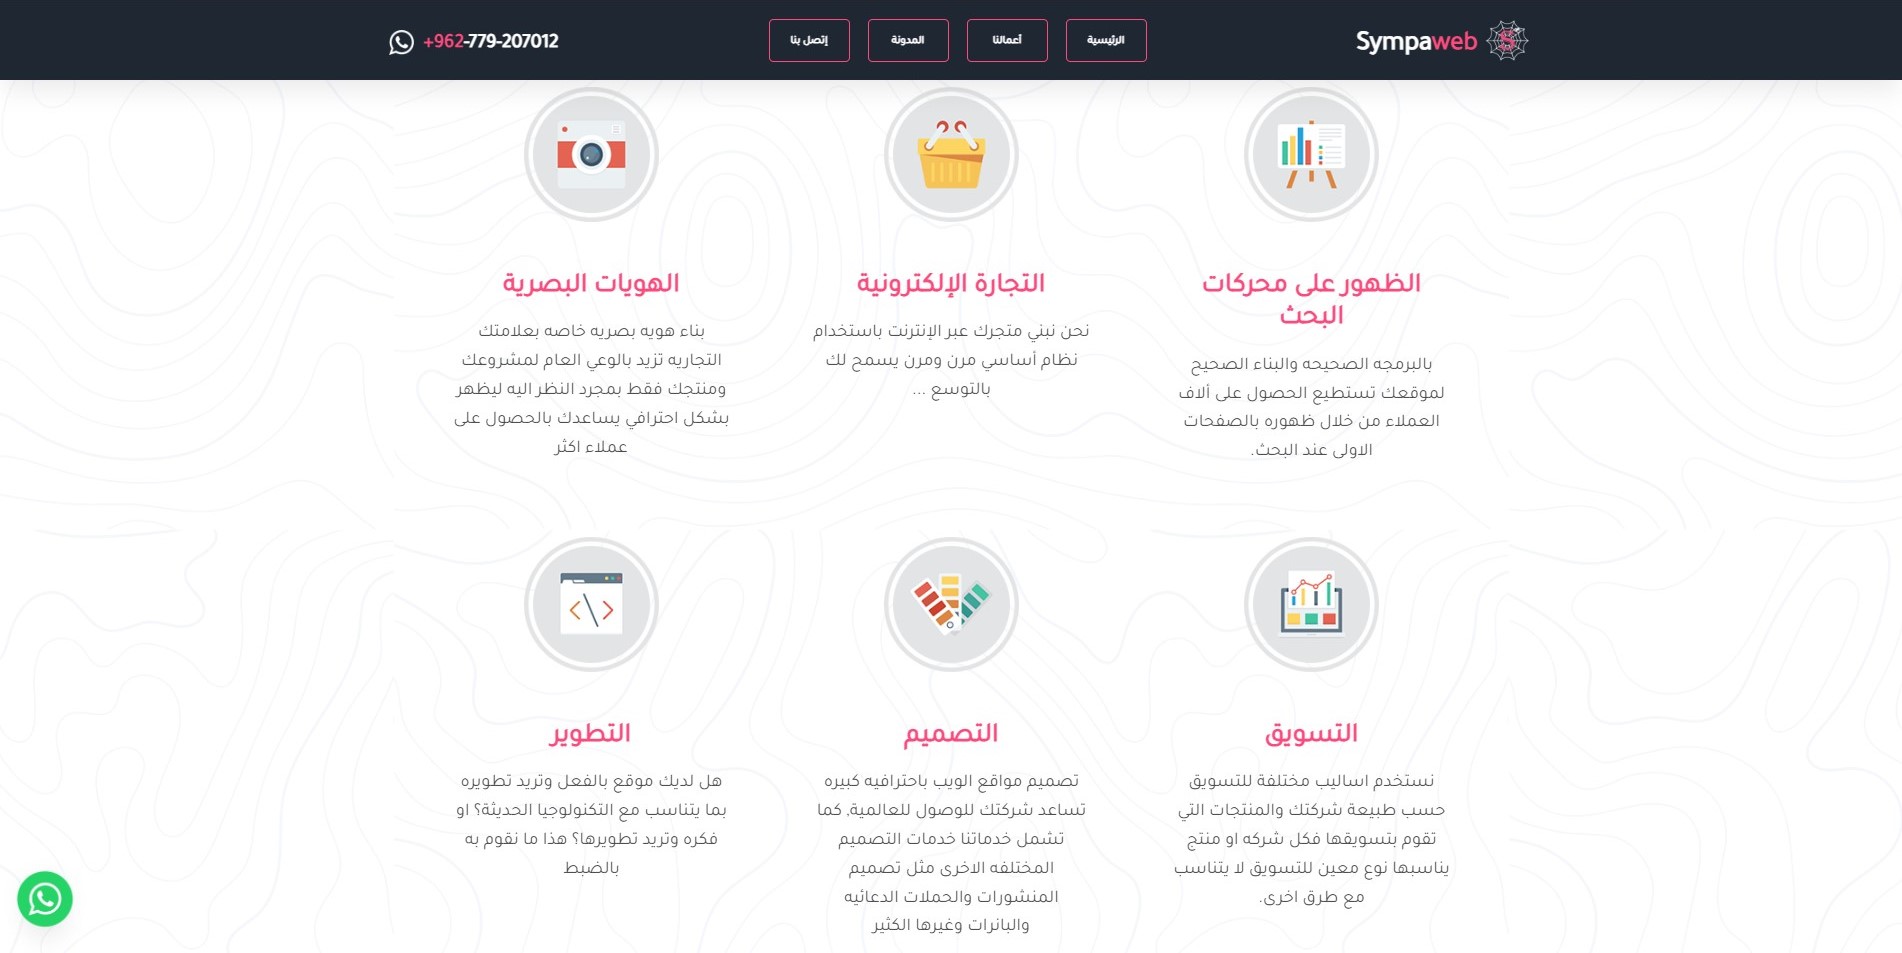 Sympaweb
الرئيسية
أعمالنا
المدونة
إتصل بنا
+962-779-207012
الظهور على محركات
البحث
بالبرمجه الصحيحه والبناء الصحيح
لموقعك تستطيع الحصول على ألاف
العملاء من خلال ظهوره بالصفحات
الاولى عند البحث.
التجارة الإلكترونية
نحن نبني متجرك عبر الإنترنت باستخدام
نظام أساسي مرن ومرن يسمح لك
بالتوسع ...
الهويات البصرية
بناء هويه بصريه خاصه بعلامتك
التجاريه تزيد بالوعي العام لمشروعك
ومنتجك فقط بمجرد النظر اليه ليظهر
بشكل احترافي يساعدك بالحصول على
عملاء اكثر
التسويق
نستخدم اساليب مختلفة للتسويق
حسب طبيعة شركتك والمنتجات التي
تقوم بتسويقها فكل شركه او منتج
يناسبها نوع معين للتسويق لا يتناسب
مع طرق اخرى.
التصميم
تصميم مواقع الويب باحترافيه كبيره
تساعد شركتك للوصول للعالمية, كما
تشمل خدماتنا خدمات التصميم
المختلفه الاخرى مثل تصميم
المنشورات والحملات الدعائيه
والبانرات وغيرها الكثير
التطوير
هل لديك موقع بالفعل وتريد تطويره
بما يتناسب مع التكنولوجيا الحديثة؟ او
فكره وتريد تطويرها؟ هذا ما نقوم به
بالضبط